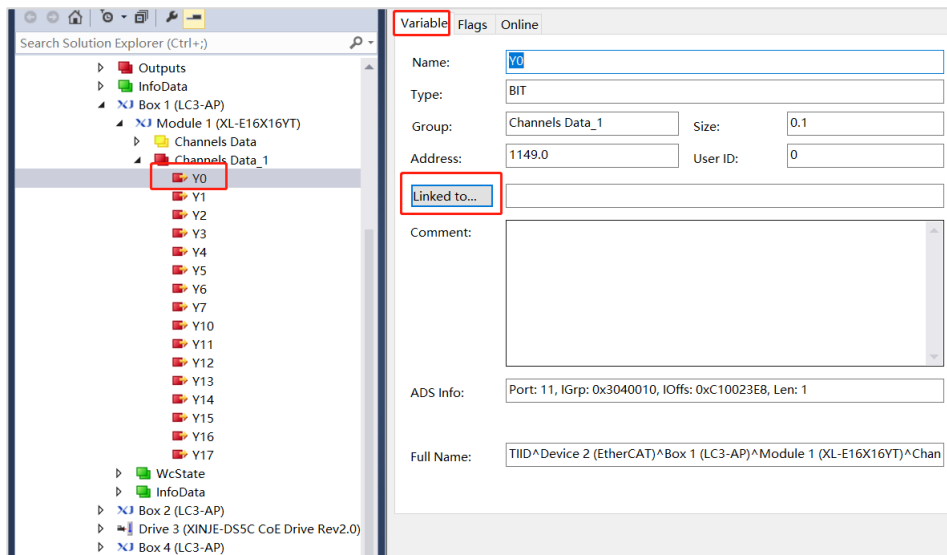 Search Solution Explorer (Ctrl+;)
Outputs
InfoData
XJ Box 1 (LC3-AP)
XJ Module 1 (XL-E16X16YT)
Channels Data
Channels Data_1
Y0
Y1
Y2
Y3
Y4
Y5
Y6
Y7
Y10
Y11
Y12
Y13
Y14
Y15
Y16
Y17
WcState
InfoData
XJ Box 2 (LC3-AP)
Drive 3 (XINJE-DS5C CoE Drive Rev2.0)
XJ Box 4 (LC3-AP)
Variable Flags Online
Name: Y0
Type: BIT
Group: Channels Data_1 Size: 0.1
Address: 1149.0 User ID: 0
Linked to...
Comment:
ADS Info: Port: 11, IGrp: 0x3040010, IOffs: 0xC10023E8, Len: 1
Full Name: TIID^Device 2 (EtherCAT)^Box 1 (LC3-AP)^Module 1 (XL-E16X16YT)^Chan